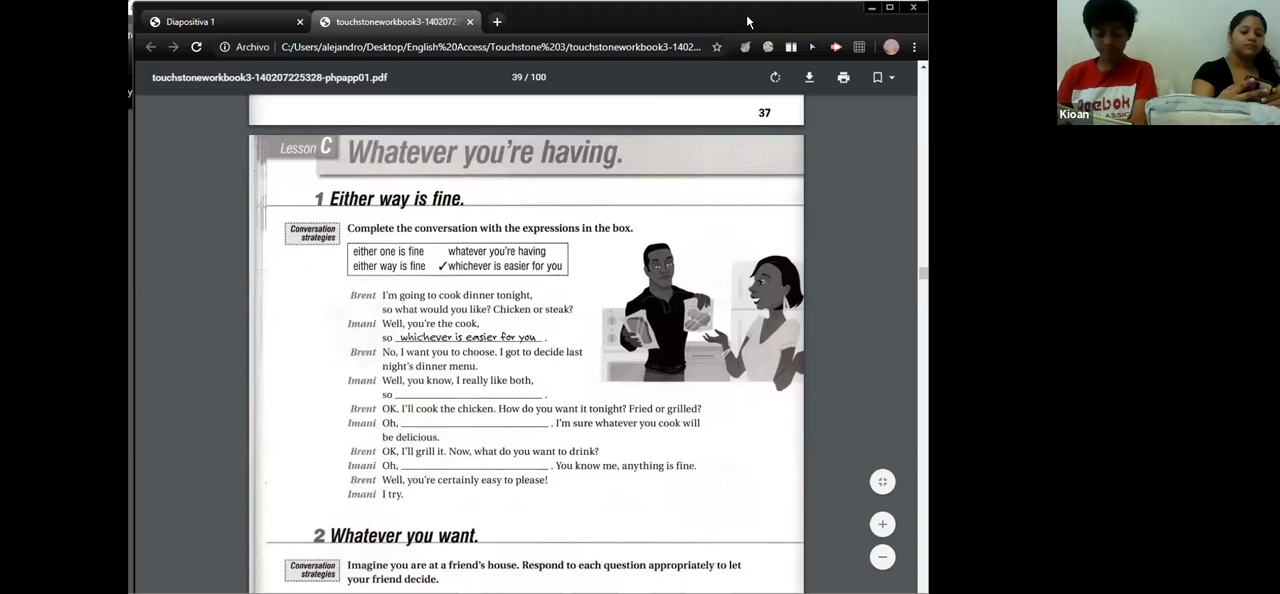 Diapositiva 1
touchstoneworkbook3-1402072
Archivo C:/Users/alejandro/Desktop/English%20Access/Touchstone%203/touchstoneworkbook3-1402...
touchstoneworkbook3-140207225328-phpapp01.pdf
39 / 100
37
Lesson C Whatever you're having.
1 Either way is fine.
Conversation strategies
Complete the conversation with the expressions in the box.
either one is fine whatever you're having
either way is fine ✓whichever is easier for you
Brent I'm going to cook dinner tonight,
so what would you like? Chicken or steak?
Imani Well, you're the cook,
so whichever is easier for you .
Brent No, I want you to choose. I got to decide last
night's dinner menu.
Imani Well, you know, I really like both,
so ____________ .
Brent OK. I'll cook the chicken. How do you want it tonight? Fried or grilled?
Imani Oh, ____________ . I'm sure whatever you cook will
be delicious.
Brent OK, I'll grill it. Now, what do you want to drink?
Imani Oh, ____________ . You know me, anything is fine.
Brent Well, you're certainly easy to please!
Imani I try.
2 Whatever you want.
Conversation strategies
Imagine you are at a friend's house. Respond to each question appropriately to let
your friend decide.
Reebok
Kioan